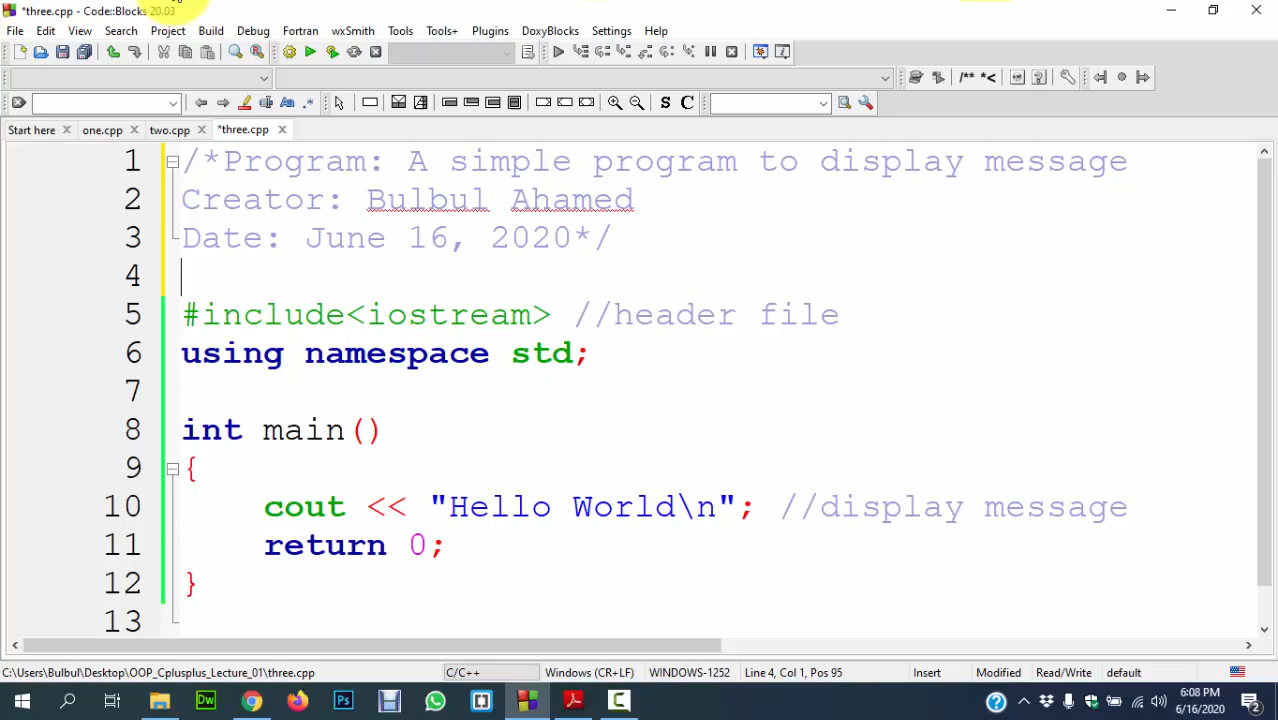 *three.cpp - Code::Blocks 20.03
File Edit View Search Project Build Debug Fortran wxSmith Tools Tools+ Plugins DoxyBlocks Settings Help
/** *<
S C
Start here one.cpp two.cpp *three.cpp
1 /*Program: A simple program to display message
2 Creator: Bulbul Ahamed
3 Date: June 16, 2020*/
4
5 #include<iostream> //header file
6 using namespace std;
7
8 int main()
9 {
10 cout << "Hello World\n"; //display message
11 return 0;
12 }
13
C:\Users\Bulbul\Desktop\OOP_Cplusplus_Lecture_01\three.cpp C/C++ Windows (CR+LF) WINDOWS-1252 Line 4, Col 1, Pos 95 Insert Modified Read/Write default
Dw Ps 6:08 PM
6/16/2020 2